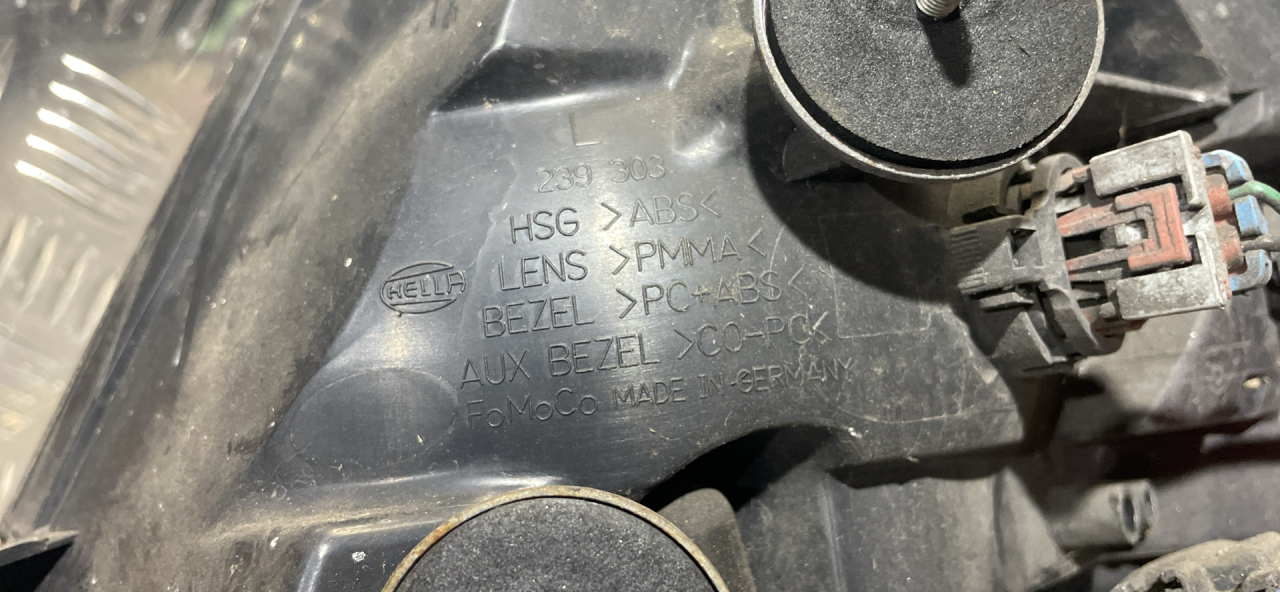 L
239 303
HSG >ABS<
LENS >PMMA<
BEZEL >PC+ABS<
AUX BEZEL >CO-PC<
FoMoCo MADE IN GERMANY
HELLA